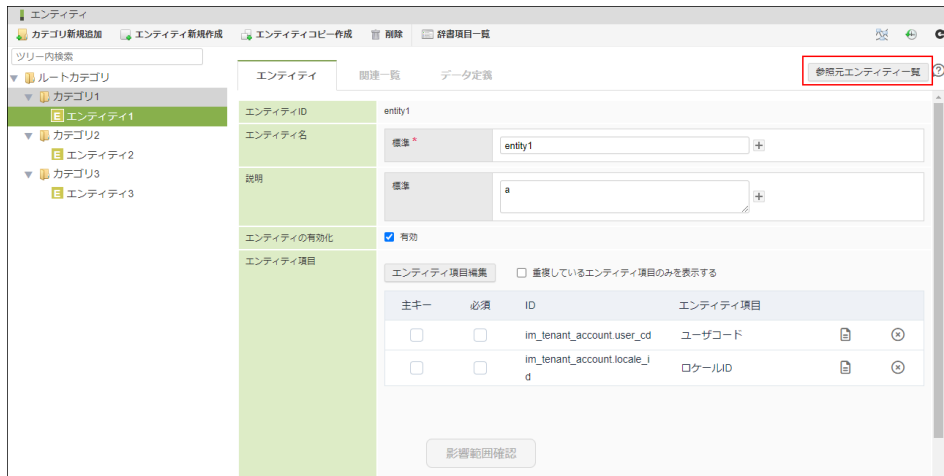 エンティティ
カテゴリ新規追加 エンティティ新規作成 エンティティコピー作成 削除 辞書項目一覧
ツリー内検索
ルートカテゴリ
カテゴリ1
エンティティ1
カテゴリ2
エンティティ2
カテゴリ3
エンティティ3
エンティティ 関連一覧 データ定義 参照元エンティティ一覧
エンティティID entity1
エンティティ名 標準 * entity1
説明 標準 a
エンティティの有効化 有効
エンティティ項目
エンティティ項目編集 重複しているエンティティ項目のみを表示する
主キー 必須 ID エンティティ項目
im_tenant_account.user_cd ユーザコード
im_tenant_account.locale_i
d ロケールID
影響範囲確認